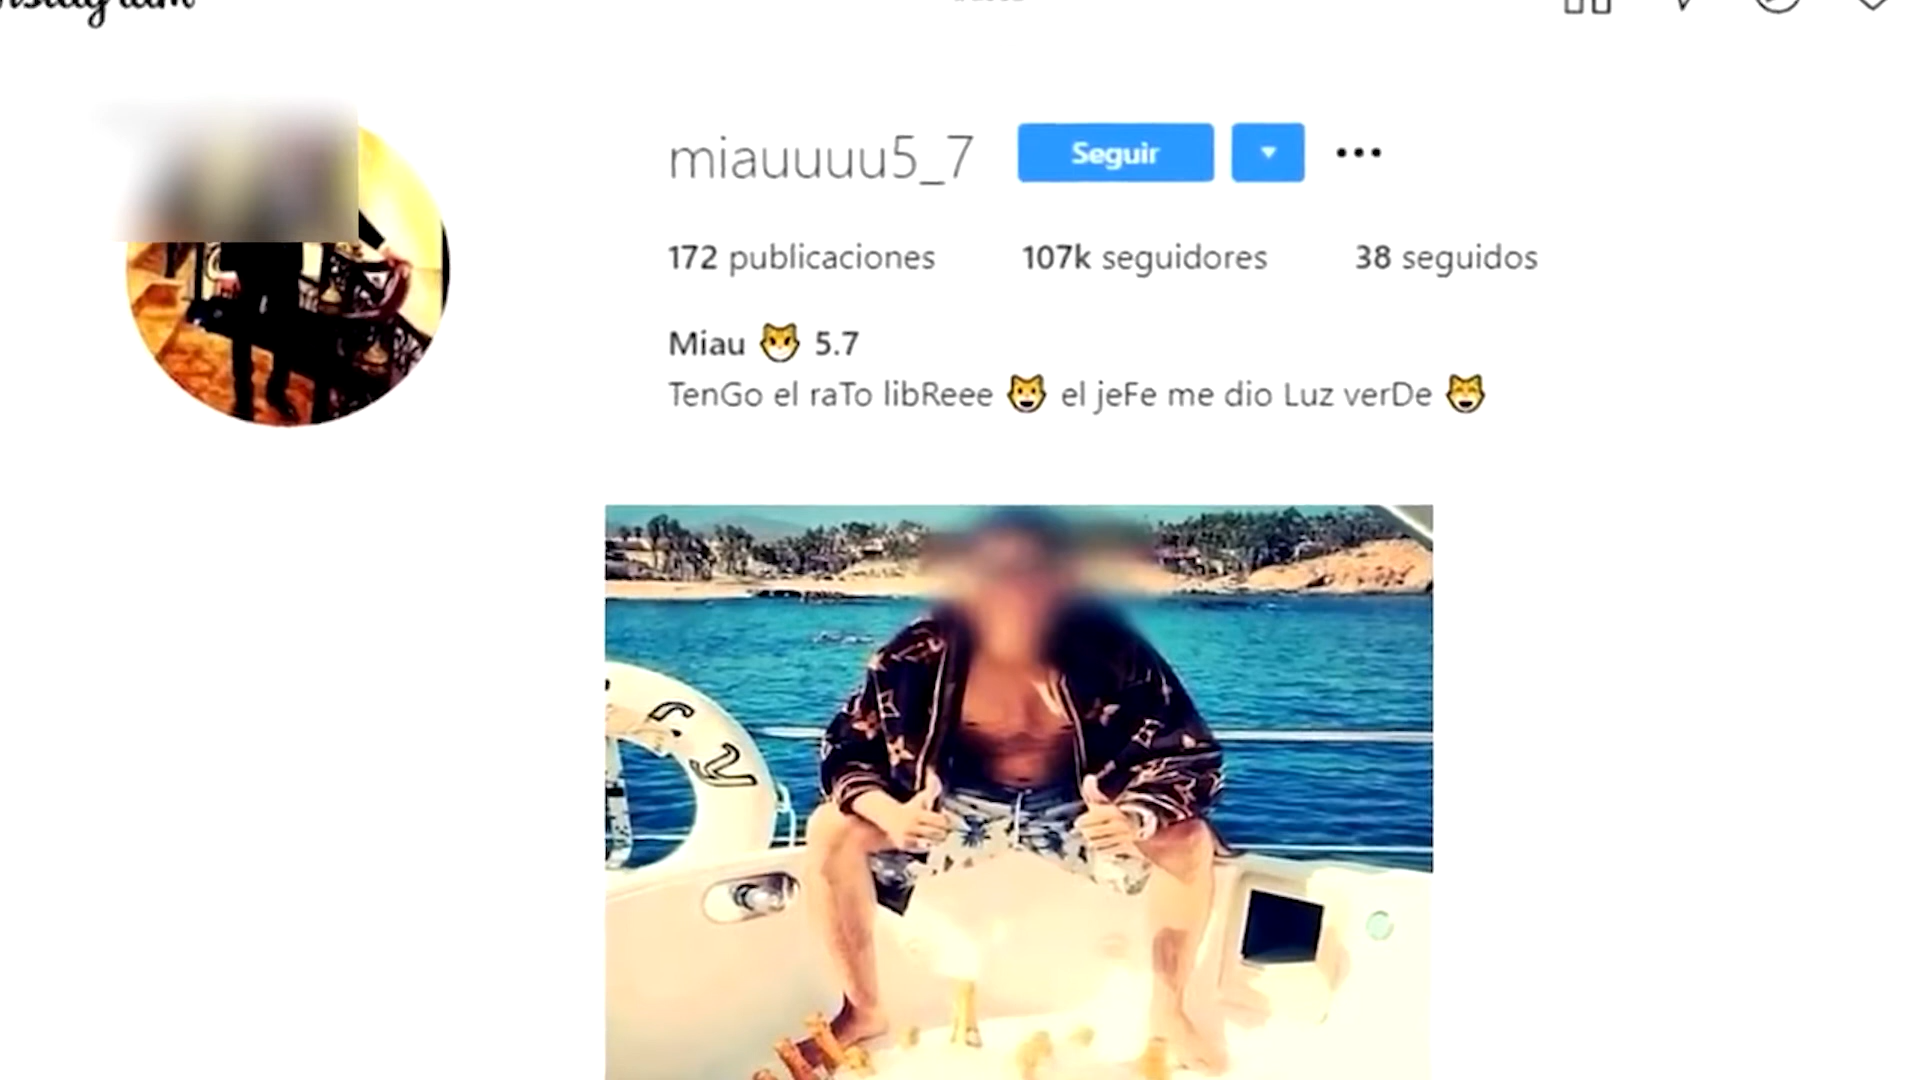 Instagram
miauuuu5_7 Seguir
172 publicaciones 107k seguidores 38 seguidos
Miau 🐱 5.7
TenGo el raTo libReee 😺 el jeFe me dio Luz verDe 😸
r.y